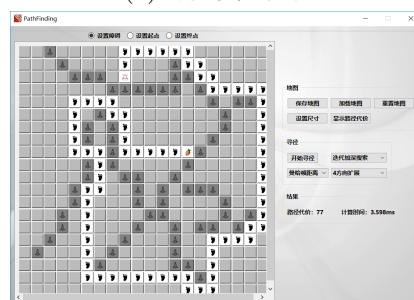 PathFinding
设置障碍 设置起点 设置终点
地图
保存地图 加载地图 重置地图
设置尺寸 显示路径代价
寻径
开始寻径 迭代加深搜索
曼哈顿距离 4方向扩展
结果
路径代价：77 计算时间：3.598ms